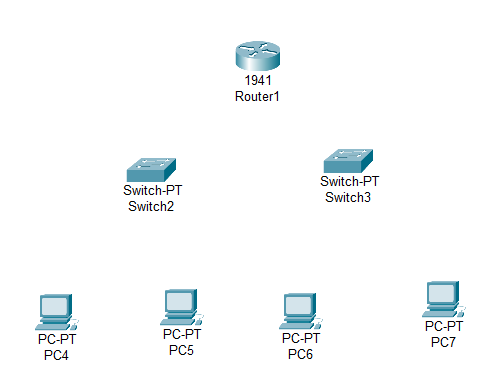 1941
Router1
Switch-PT
Switch2
Switch-PT
Switch3
PC-PT
PC4
PC-PT
PC5
PC-PT
PC6
PC-PT
PC7